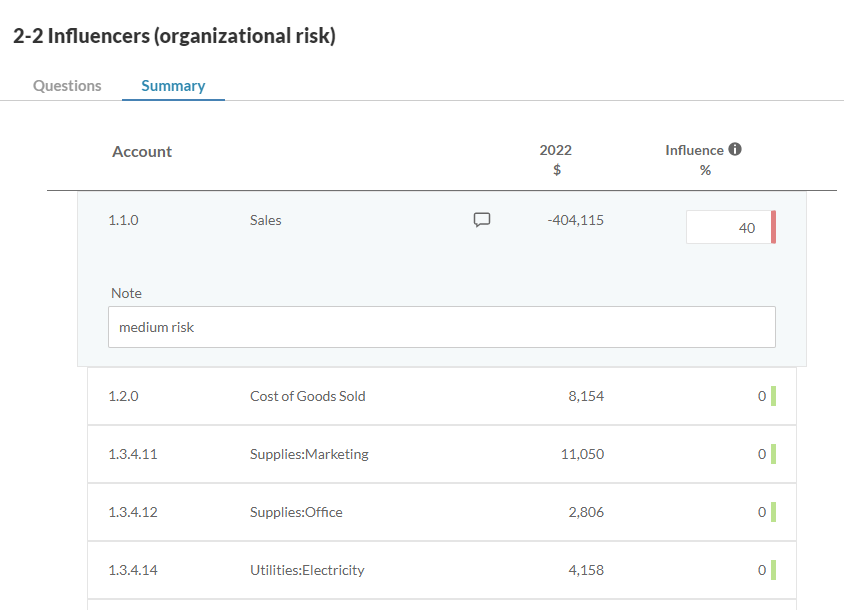 2-2 Influencers (organizational risk)
Questions Summary
Account 2022 Influence
$ %
1.1.0 Sales -404,115 40
Note
medium risk
1.2.0 Cost of Goods Sold 8,154 0
1.3.4.11 Supplies:Marketing 11,050 0
1.3.4.12 Supplies:Office 2,806 0
1.3.4.14 Utilities:Electricity 4,158 0